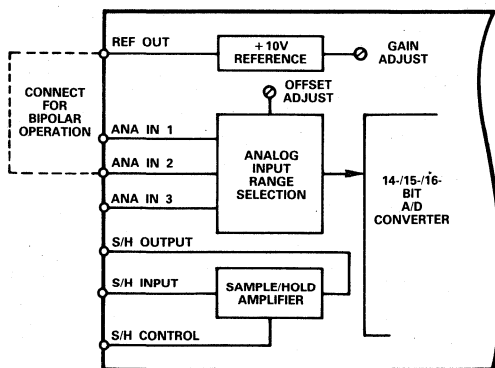 REF OUT
+10V
REFERENCE
GAIN
ADJUST
CONNECT
FOR
BIPOLAR
OPERATION
OFFSET
ADJUST
ANA IN 1
ANA IN 2
ANA IN 3
ANALOG
INPUT
RANGE
SELECTION
14-/15-/16-
BIT
A/D
CONVERTER
S/H OUTPUT
S/H INPUT
SAMPLE/HOLD
AMPLIFIER
S/H CONTROL